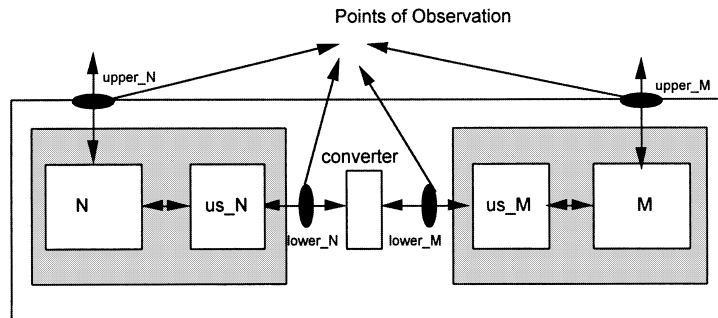 Points of Observation
upper_N
upper_M
converter
N
us_N
us_M
M
lower_N
lower_M